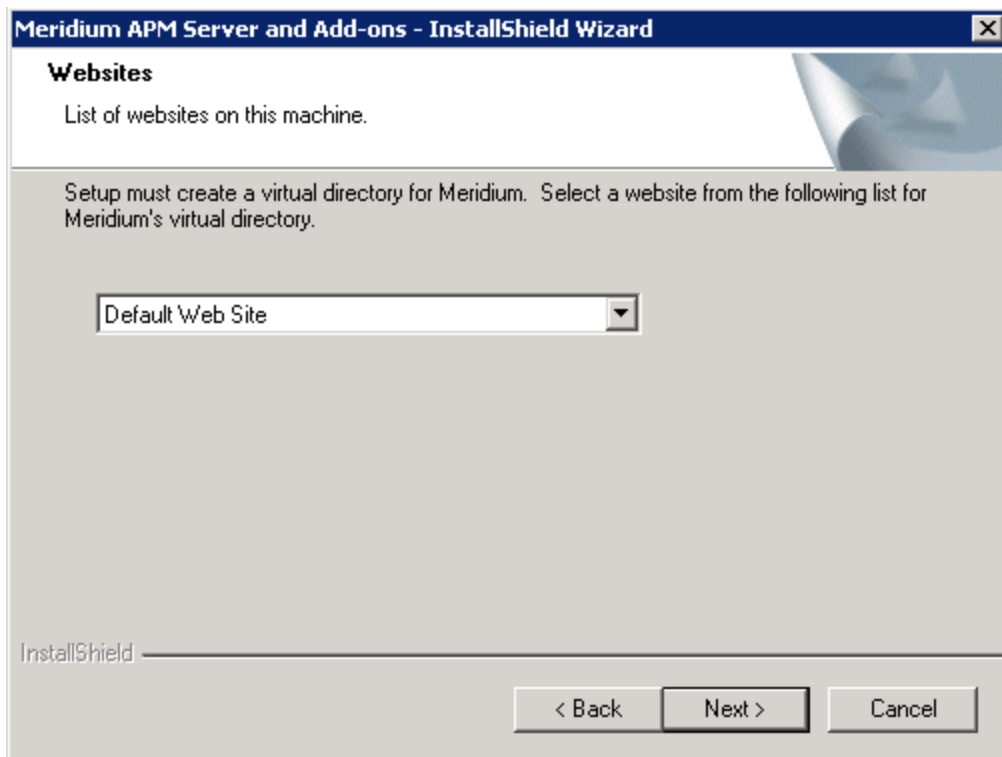 Meridium APM Server and Add-ons - InstallShield Wizard
Websites
List of websites on this machine.
Setup must create a virtual directory for Meridium.  Select a website from the following list for
Meridium's virtual directory.
Default Web Site
InstallShield
< Back
Next >
Cancel